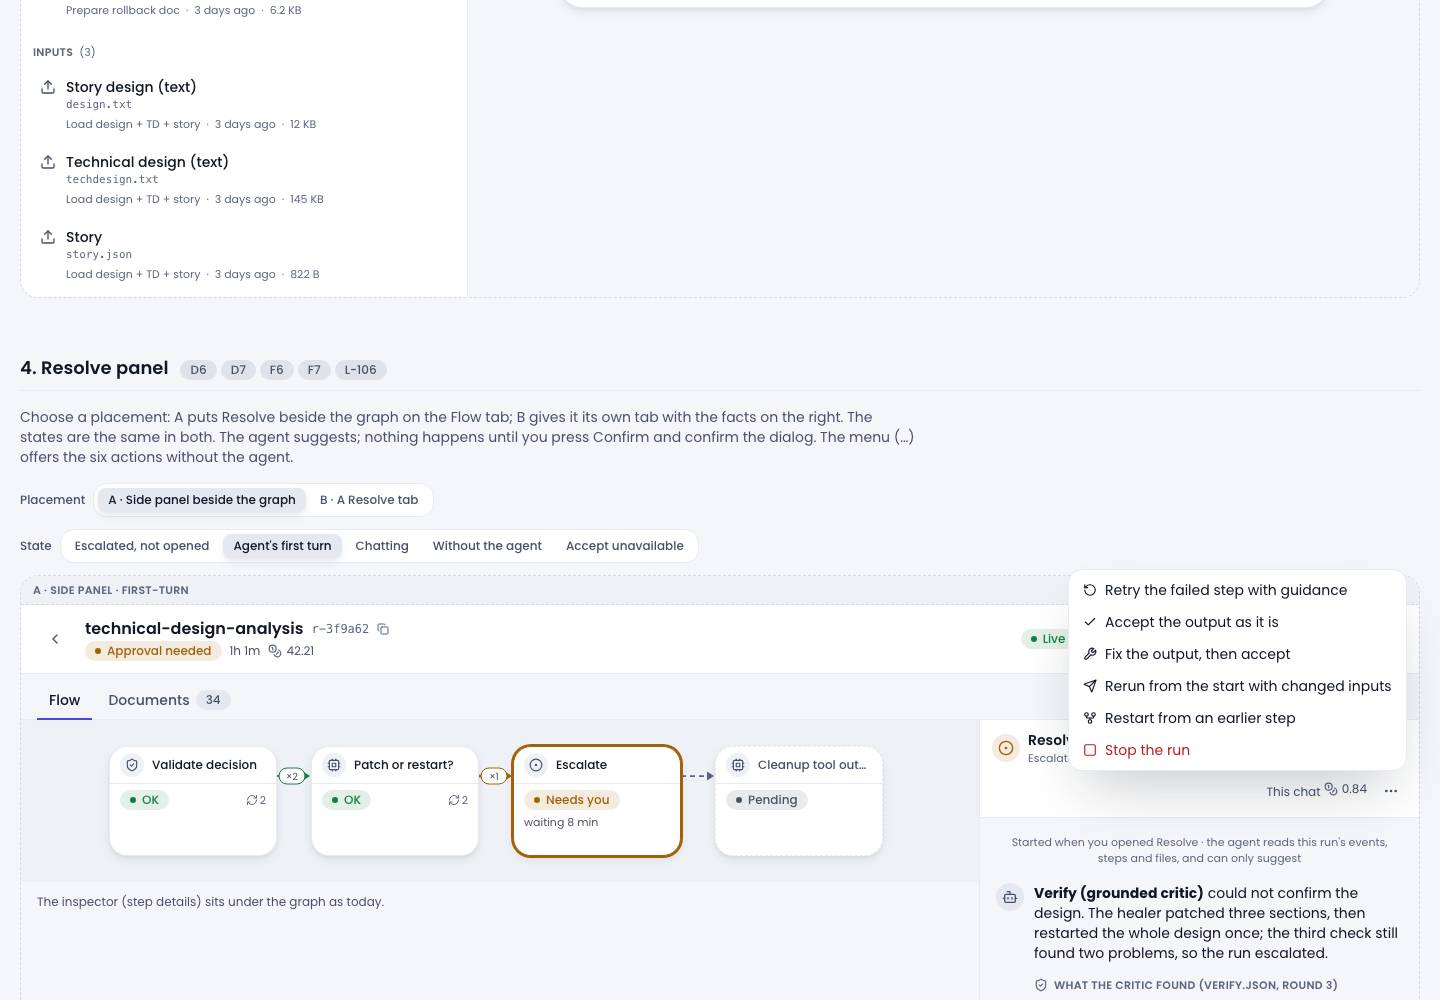 Prepare rollback doc · 3 days ago · 6.2 KB
INPUTS (3)
Story design (text)
design.txt
Load design + TD + story · 3 days ago · 12 KB
Technical design (text)
techdesign.txt
Load design + TD + story · 3 days ago · 145 KB
Story
story.json
Load design + TD + story · 3 days ago · 822 B
4. Resolve panel D6 D7 F6 F7 L-106
Choose a placement: A puts Resolve beside the graph on the Flow tab; B gives it its own tab with the facts on the right. The
states are the same in both. The agent suggests; nothing happens until you press Confirm and confirm the dialog. The menu (…)
offers the six actions without the agent.
Placement A · Side panel beside the graph B · A Resolve tab
State Escalated, not opened Agent's first turn Chatting Without the agent Accept unavailable
A · SIDE PANEL · FIRST-TURN
technical-design-analysis r-3f9a62
Approval needed 1h 1m 42.21
Live
Retry the failed step with guidance
Accept the output as it is
Fix the output, then accept
Rerun from the start with changed inputs
Restart from an earlier step
Stop the run
Flow Documents 34
Validate decision
OK 2
×2
Patch or restart?
OK 2
×1
Escalate
Needs you
waiting 8 min
Cleanup tool out…
Pending
The inspector (step details) sits under the graph as today.
This chat 0.84
Started when you opened Resolve · the agent reads this run's events,
steps and files, and can only suggest
Verify (grounded critic) could not confirm the
design. The healer patched three sections, then
restarted the whole design once; the third check still
found two problems, so the run escalated.
WHAT THE CRITIC FOUND (VERIFY.JSON, ROUND 3)